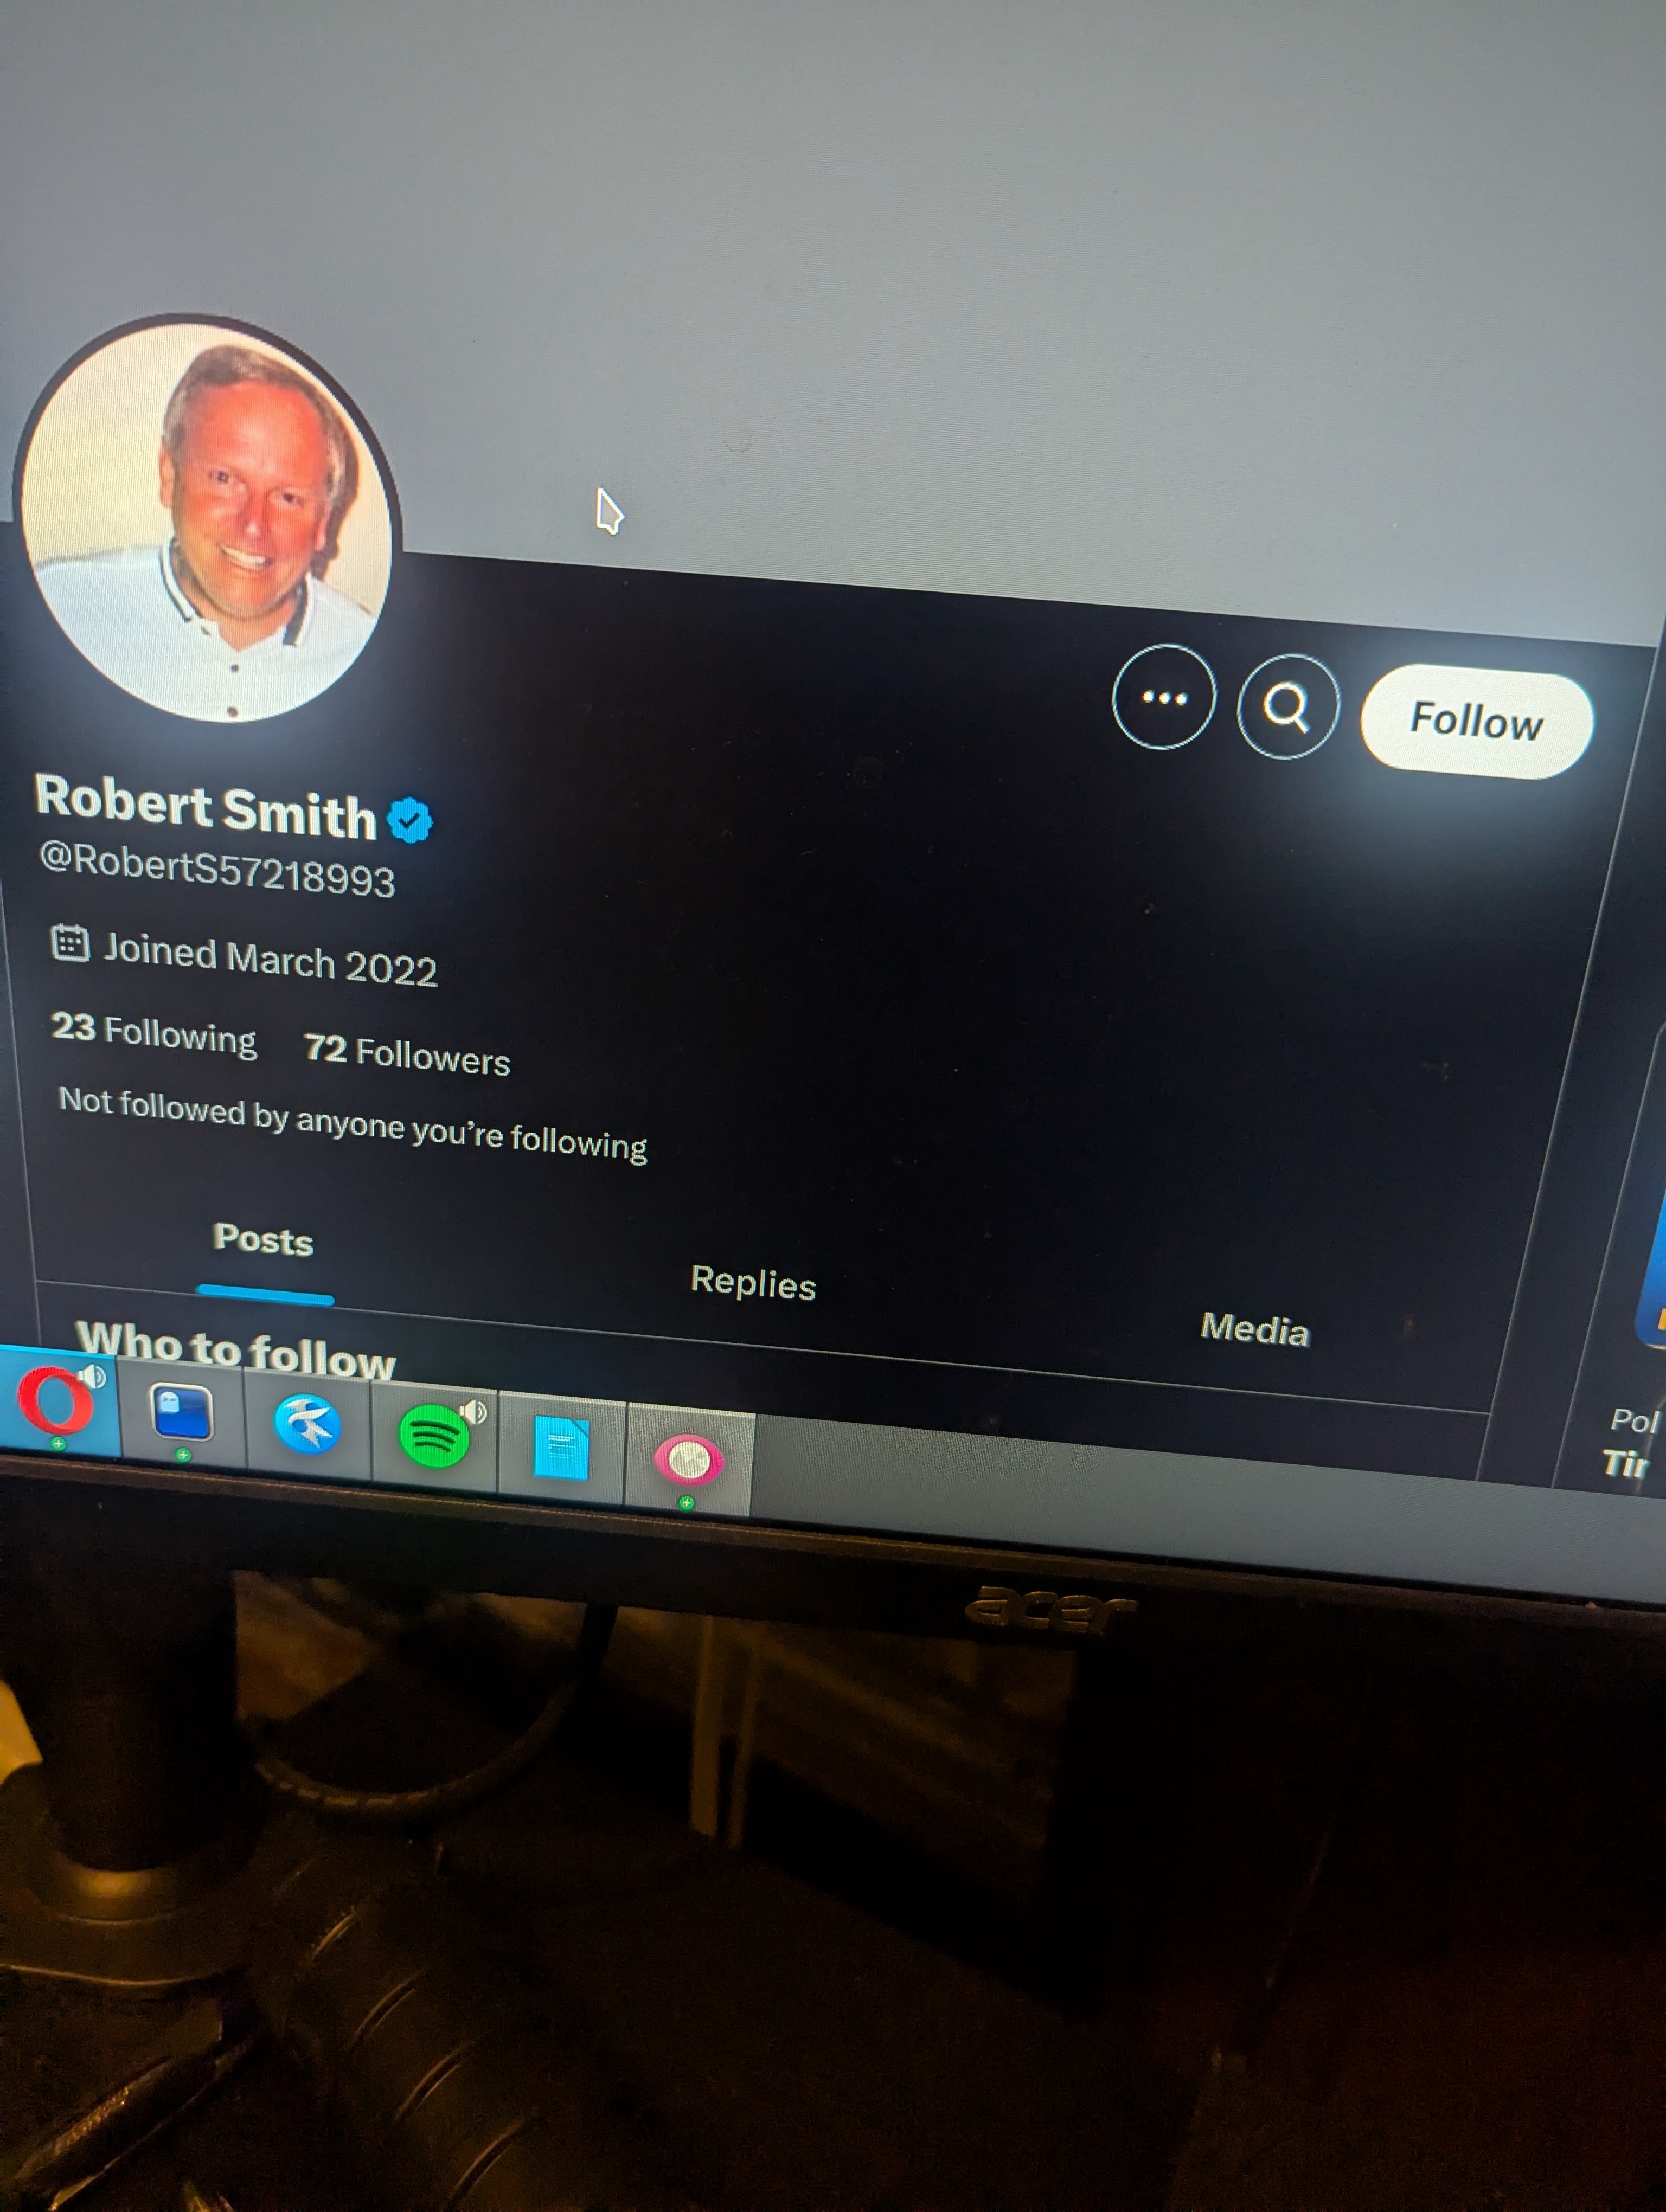 Follow
Robert Smith
@RobertS57218993
Joined March 2022
23 Following 72 Followers
Not followed by anyone you're following
Posts Replies Media
Who to follow
Pol
Tir
acer